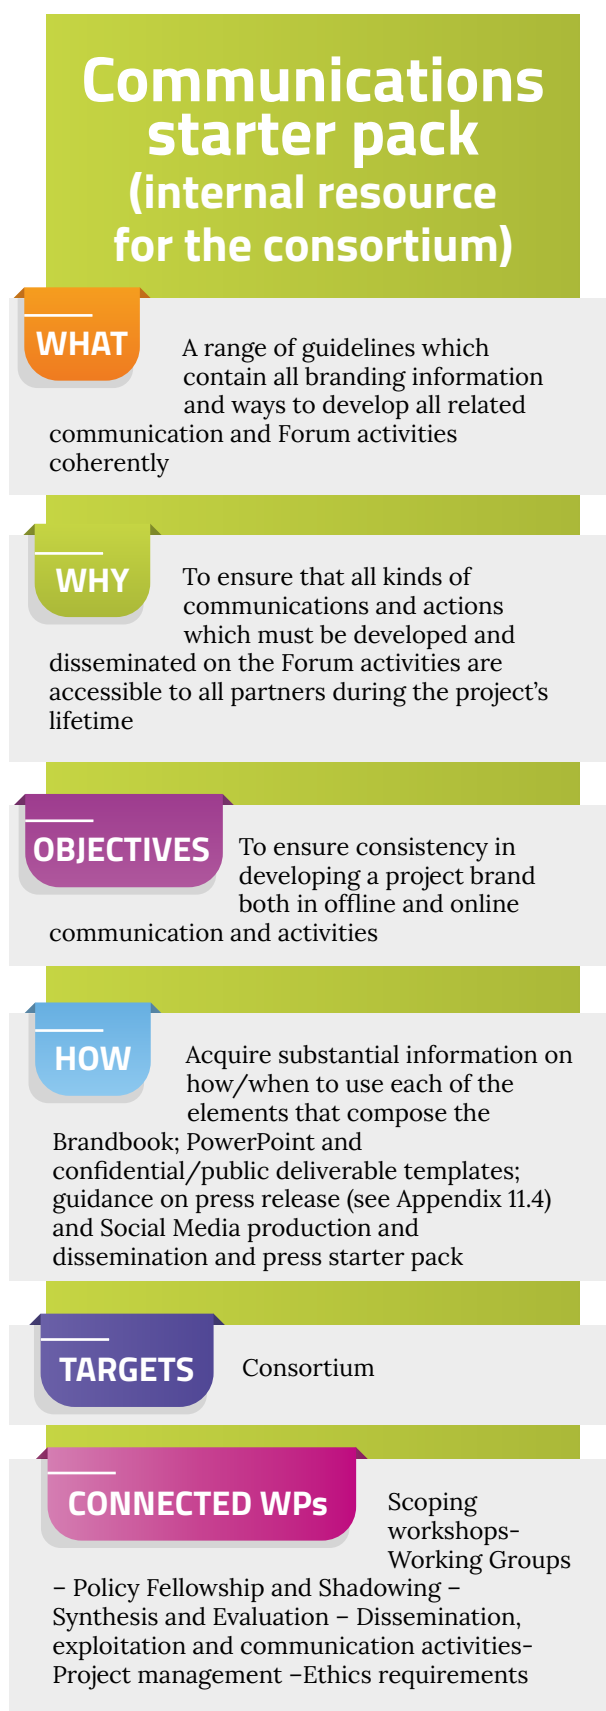 Communications
starter pack
(internal resource
for the consortium)
WHAT
A range of guidelines which
contain all branding information
and ways to develop all related
communication and Forum activities
coherently
WHY
To ensure that all kinds of
communications and actions
which must be developed and
disseminated on the Forum activities are
accessible to all partners during the project’s
lifetime
OBJECTIVES
To ensure consistency in
developing a project brand
both in offline and online
communication and activities
HOW
Acquire substantial information on
how/when to use each of the
elements that compose the
Brandbook; PowerPoint and
confidential/public deliverable templates;
guidance on press release (see Appendix 11.4)
and Social Media production and
dissemination and press starter pack
TARGETS
Consortium
CONNECTED WPs
Scoping
workshops-
Working Groups
– Policy Fellowship and Shadowing –
Synthesis and Evaluation – Dissemination,
exploitation and communication activities-
Project management –Ethics requirements